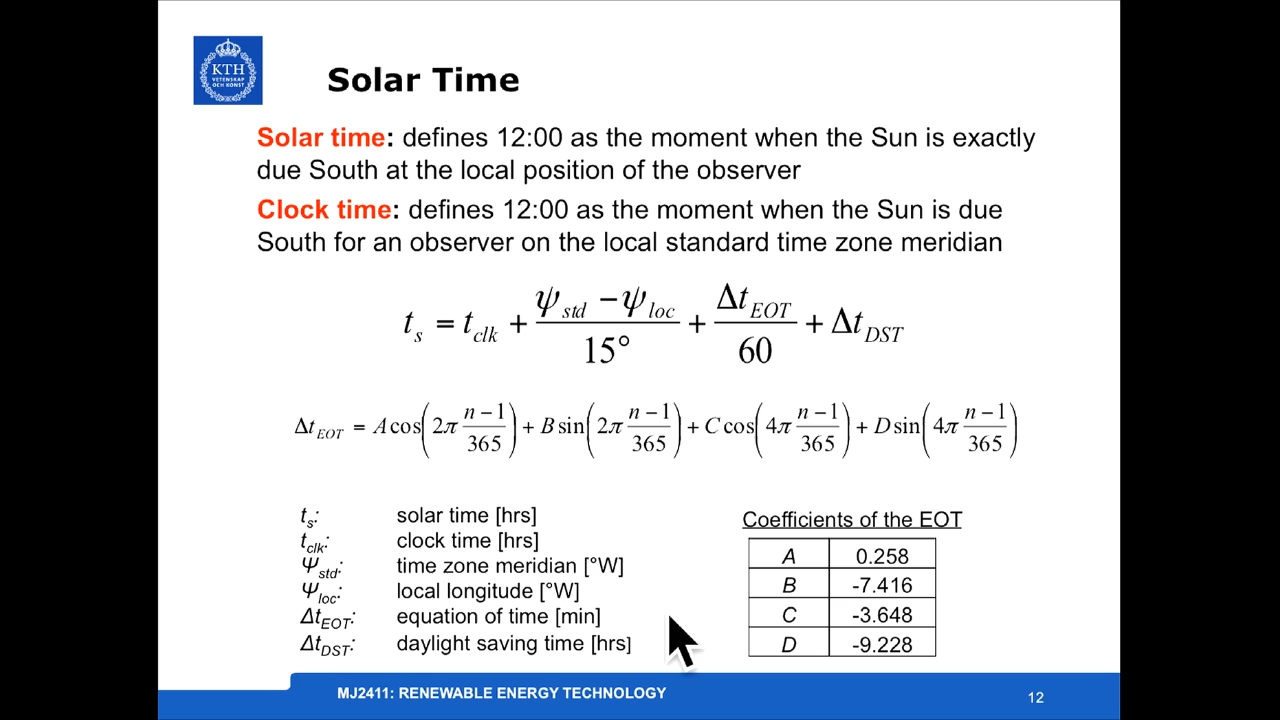 KTH
VETENSKAP
OCH KONST
Solar Time
Solar time: defines 12:00 as the moment when the Sun is exactly
due South at the local position of the observer
Clock time: defines 12:00 as the moment when the Sun is due
South for an observer on the local standard time zone meridian
t_s = t_clk + (ψ_std − ψ_loc)/15° + Δt_EOT/60 + Δt_DST
Δt_EOT = A cos(2π (n−1)/365) + B sin(2π (n−1)/365) + C cos(4π (n−1)/365) + D sin(4π (n−1)/365)
t_s: solar time [hrs]
t_clk: clock time [hrs]
Ψ_std: time zone meridian [°W]
Ψ_loc: local longitude [°W]
Δt_EOT: equation of time [min]
Δt_DST: daylight saving time [hrs]
Coefficients of the EOT
A 0.258
B -7.416
C -3.648
D -9.228
MJ2411: RENEWABLE ENERGY TECHNOLOGY
12